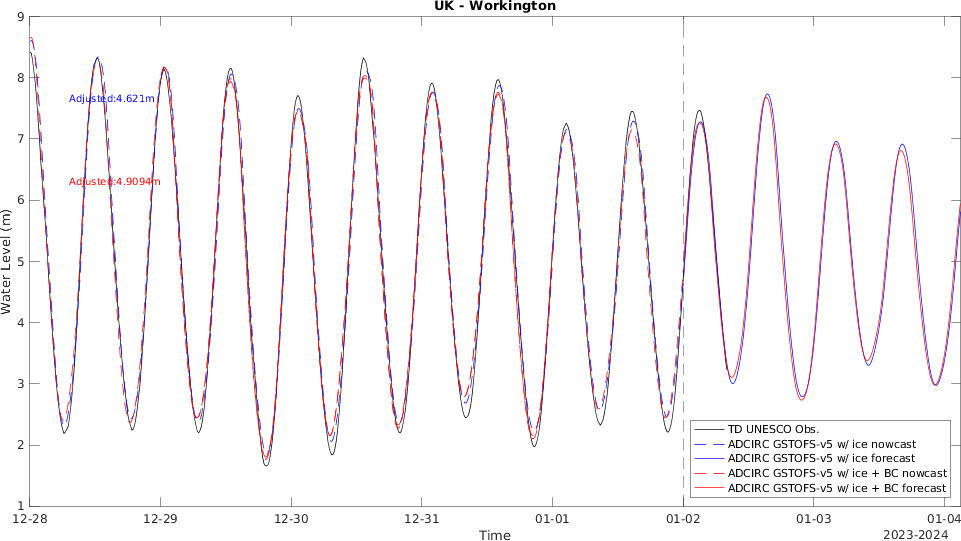 UK - Workington
9
8
7
6
5
4
3
2
1
Water Level (m)
Adjusted:4.621m
Adjusted:4.9094m
TD UNESCO Obs.
ADCIRC GSTOFS-v5 w/ ice nowcast
ADCIRC GSTOFS-v5 w/ ice forecast
ADCIRC GSTOFS-v5 w/ ice + BC nowcast
ADCIRC GSTOFS-v5 w/ ice + BC forecast
12-28 12-29 12-30 12-31 01-01 01-02 01-03 01-04
Time
2023-2024